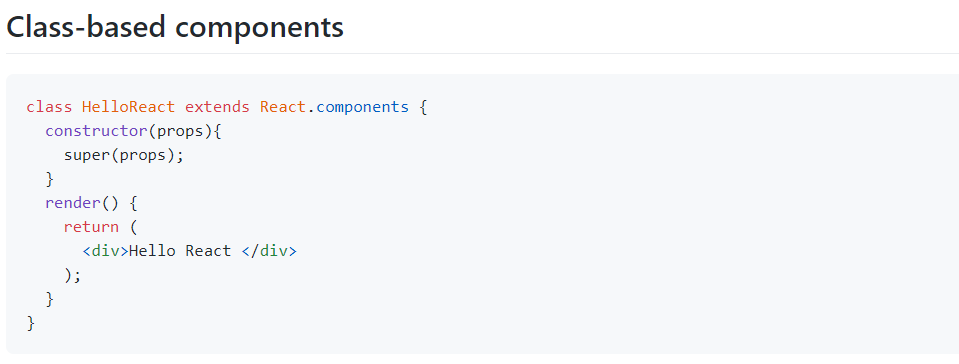 Class-based components
class HelloReact extends React.components {
  constructor(props){
    super(props);
  }
  render() {
    return (
      <div>Hello React </div>
    );
  }
}